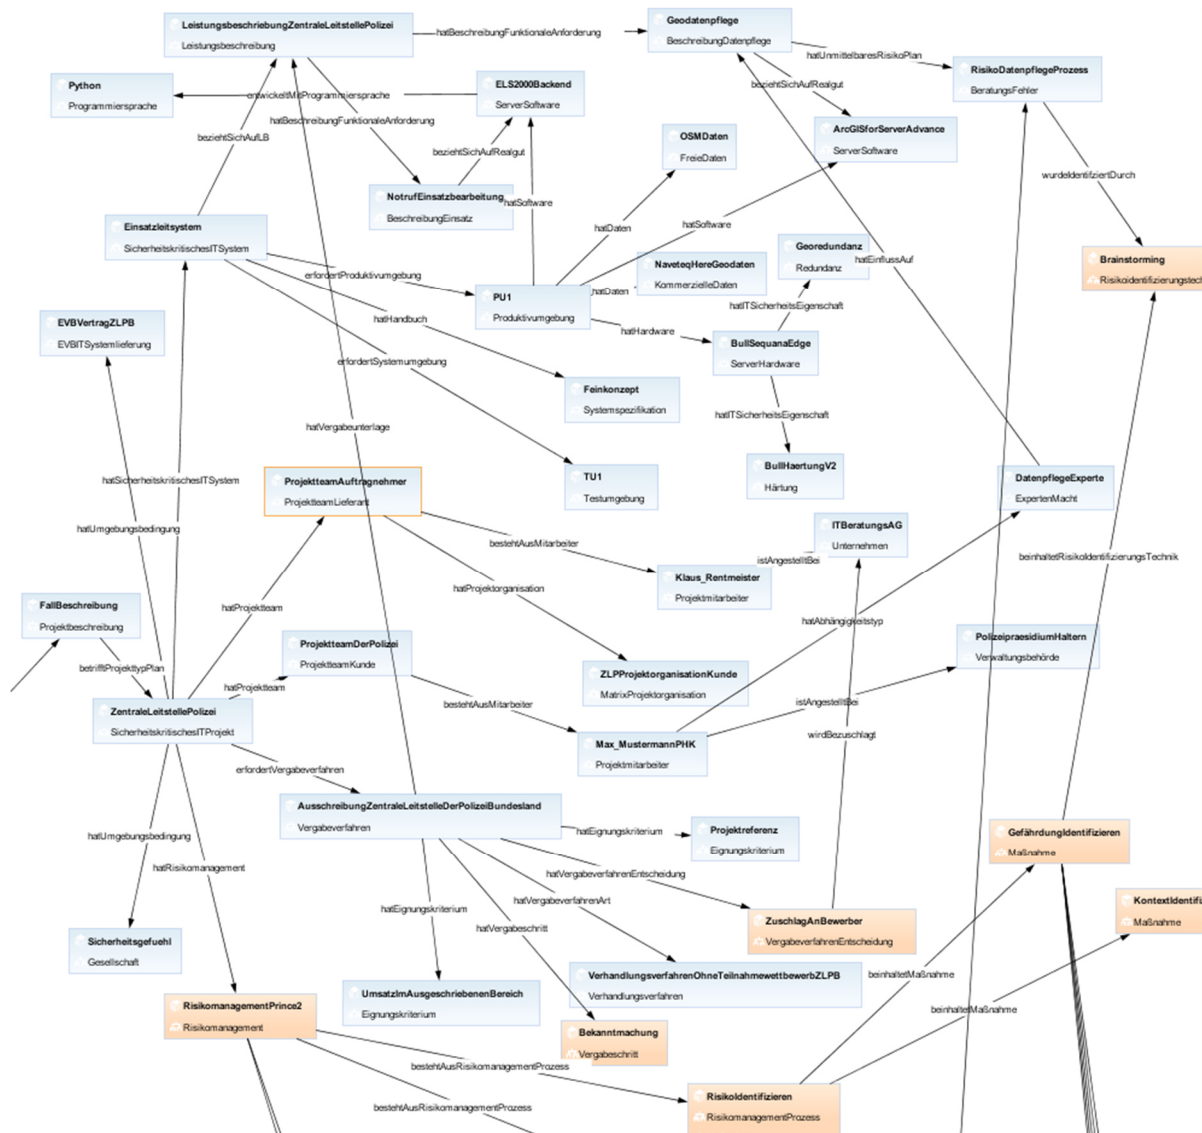 LeistungsbeschriebungZentraleLeitstellePolizei
Leistungsbeschreibung
hatBeschreibungFunktionaleAnforderung
Geodatenpflege
BeschreibungDatenpflege
hatUnmittelbaresRisikoPlan
RisikoDatenpflegeProzess
BeratungsFehler
Python
Programmiersprache
entwickeltMitProgrammiersprache
ELS2000Backend
ServerSoftware
beziehtSichAufRealgut
hatBeschreibungFunktionaleAnforderung
beziehtSichAufLB
beziehtSichAufRealgut
OSMDaten
FreieDaten
ArcGISforServerAdvance
ServerSoftware
wurdeIdentifziertDurch
NotrufEinsatzbearbeitung
BeschreibungEinsatz
hatSoftware
hatDaten
hatSoftware
Einsatzleitsystem
SicherheitskritischesITSystem
Georedundanz
Redundanz
hatEinflussAuf
Brainstorming
Risikoidentifizierungstech
erfordertProduktivumgebung
NaveteqHereGeodaten
KommerzielleDaten
hatDaten
PU1
Produktivumgebung
hatITSicherheitsEigenschaft
hatHandbuch
hatHardware
EVBVertragZLPB
EVBITSystemlieferung
BullSequanaEdge
ServerHardware
erfordertSystemumgebung
Feinkonzept
Systemspezifikation
hatITSicherheitsEigenschaft
hatVergabeunterlage
BullHaertungV2
Härtung
TU1
Testumgebung
hatSicherheitskritischesITSystem
ProjektteamAuftragnehmer
ProjektteamLieferant
DatenpflegeExperte
ExpertenMacht
hatUmgebungsbedingung
bestehtAusMitarbeiter
ITBeratungsAG
Unternehmen
istAngestelltBei
beinhaltetRisikoIdentifizierungsTechnik
Klaus_Rentmeister
Projektmitarbeiter
hatProjektorganisation
FallBeschreibung
Projektbeschreibung
hatProjektteam
hatAbhängigkeitstyp
ProjektteamDerPolizei
ProjektteamKunde
PolizeipraesidiumHaltern
Verwaltungsbehörde
betrifftProjekttypPlan
ZLPProjektorganisationKunde
MatrixProjektorganisation
hatProjektteam
bestehtAusMitarbeiter
istAngestelltBei
ZentraleLeitstellePolizei
SicherheitskritischesITProjekt
wirdBezuschlagt
Max_MustermannPHK
Projektmitarbeiter
erfordertVergabeverfahren
AusschreibungZentraleLeitstelleDerPolizeiBundesland
Vergabeverfahren
hatEignungskriterium
Projektreferenz
Eignungskriterium
GefährdungIdentifizieren
Maßnahme
hatUmgebungsbedingung
hatRisikomanagement
hatVergabeverfahrenEntscheidung
hatVergabeverfahrenArt
hatEignungskriterium
hatVergabeschritt
ZuschlagAnBewerber
VergabeverfahrenEntscheidung
KontextIdentifi
Maßnahme
Sicherheitsgefuehl
Gesellschaft
VerhandlungsverfahrenOhneTeilnahmewettbewerbZLPB
Verhandlungsverfahren
beinhaltetMaßnahme
UmsatzImAusgeschriebenenBereich
Eignungskriterium
RisikomanagementPrince2
Risikomanagement
beinhaltetMaßnahme
Bekanntmachung
Vergabeschritt
bestehtAusRisikomanagementProzess
RisikoIdentifizieren
RisikomanagementProzess
bestehtAusRisikomanagementProzess